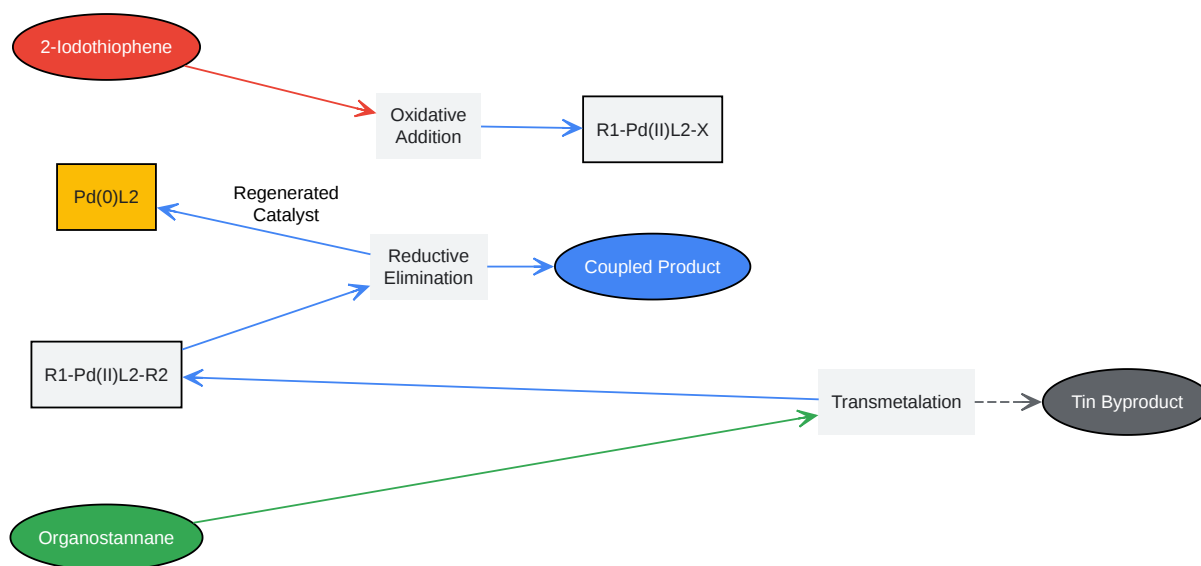 2-Iodothiophene
Oxidative
Addition
R1-Pd(II)L2-X
Pd(0)L2
Regenerated
Catalyst
Reductive
Elimination
Coupled Product
R1-Pd(II)L2-R2
Transmetalation
Tin Byproduct
Organostannane